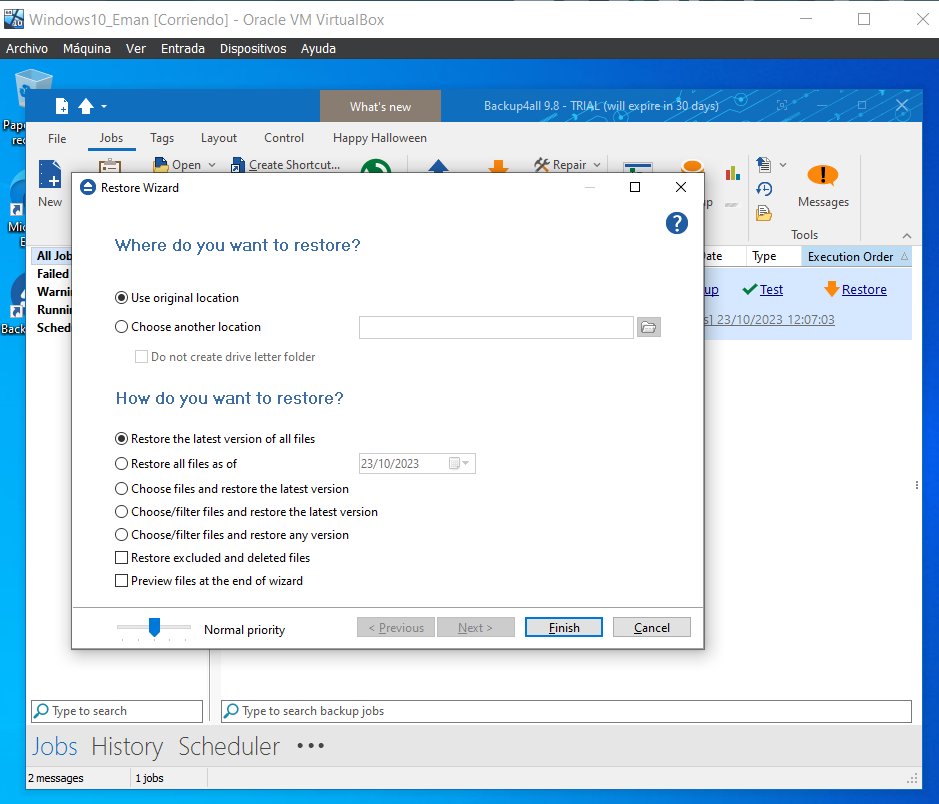 Windows10_Eman [Corriendo] - Oracle VM VirtualBox
Archivo Máquina Ver Entrada Dispositivos Ayuda
What's new Backup4all 9.8 - TRIAL (will expire in 30 days)
File Jobs Tags Layout Control Happy Halloween
Open Create Shortcut... Repair
New Messages
Tools
Restore Wizard
Where do you want to restore?
Use original location
Choose another location
Do not create drive letter folder
How do you want to restore?
Restore the latest version of all files
Restore all files as of 23/10/2023
Choose files and restore the latest version
Choose/filter files and restore the latest version
Choose/filter files and restore any version
Restore excluded and deleted files
Preview files at the end of wizard
Normal priority < Previous Next > Finish Cancel
All Job
Failed
Warnin
Runnin
Sched
Type Execution Order
up Test Restore
s] 23/10/2023 12:07:03
Type to search Type to search backup jobs
Jobs History Scheduler •••
2 messages 1 jobs